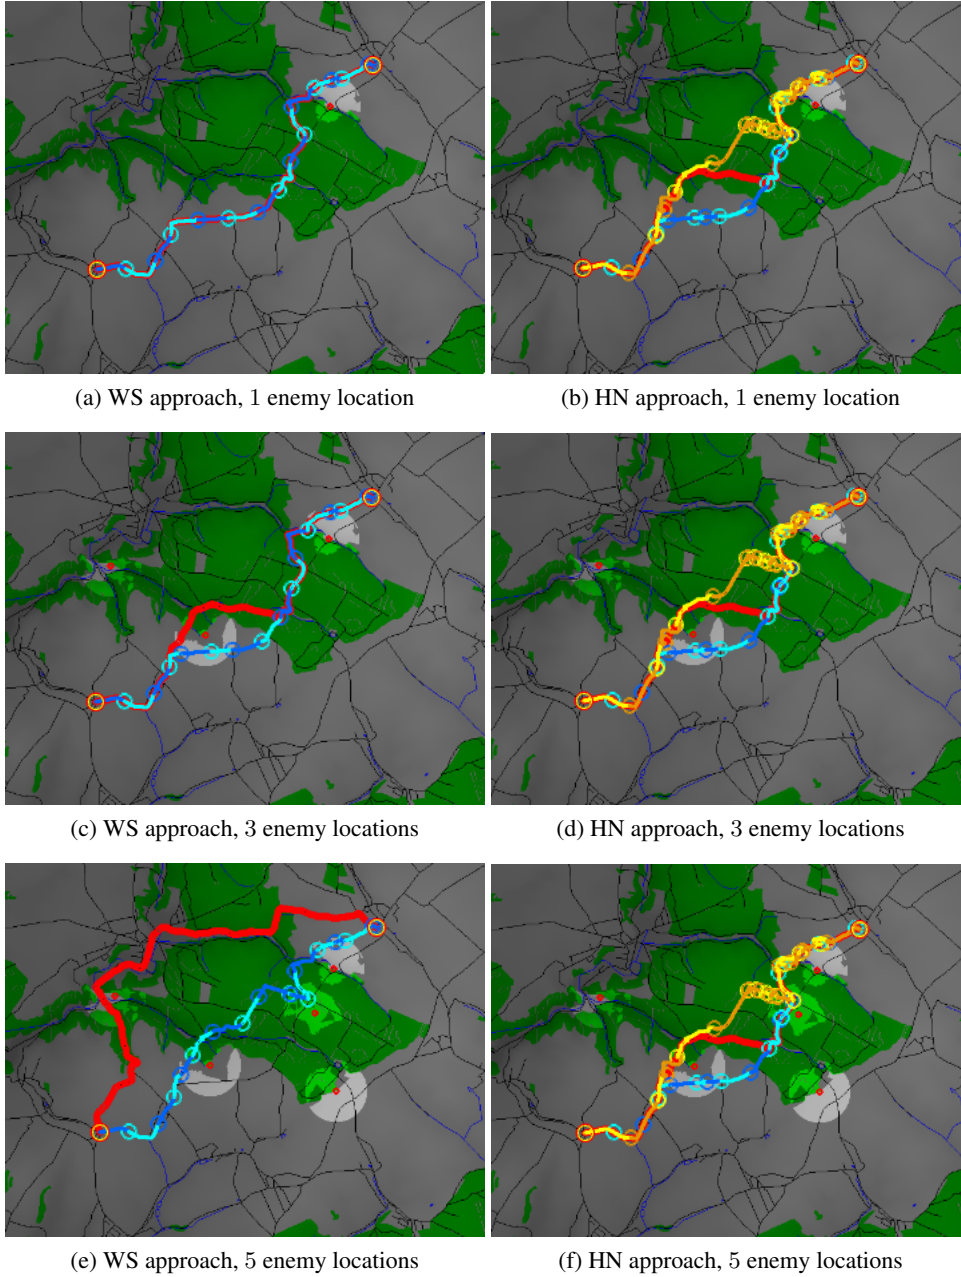 (a) WS approach, 1 enemy location
(b) HN approach, 1 enemy location
(c) WS approach, 3 enemy locations
(d) HN approach, 3 enemy locations
(e) WS approach, 5 enemy locations
(f) HN approach, 5 enemy locations